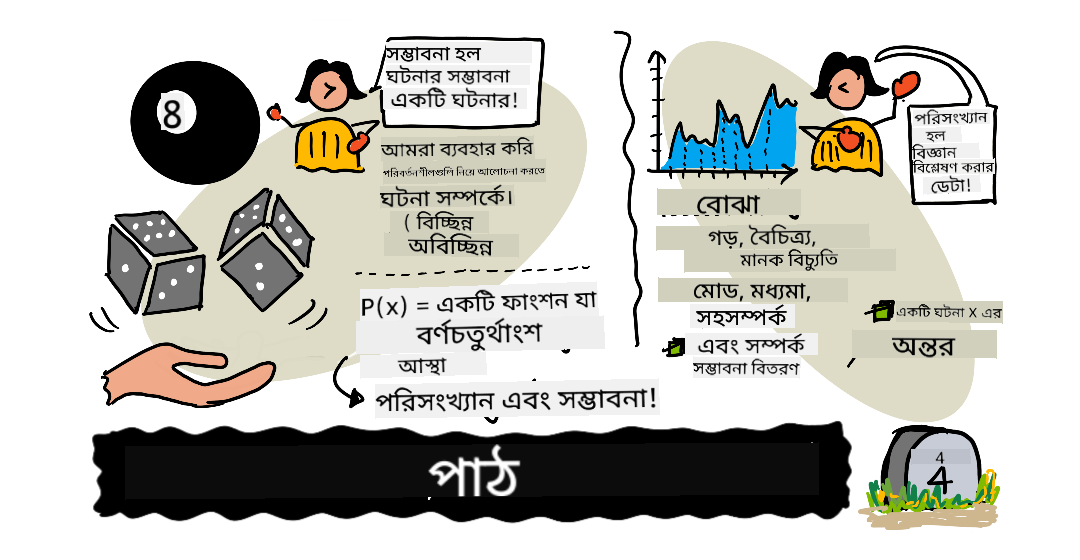 8
সম্ভাবনা হল
ঘটনার সম্ভাবনা
একটি ঘটনার!
আমরা ব্যবহার করি
পরিবর্তনশীলগুলি নিয়ে আলোচনা করতে
ঘটনা সম্পর্কে।
( বিচ্ছিন্ন
অবিচ্ছিন্ন
P(x) = একটি ফাংশন যা
বর্ণচতুর্থাংশ
আস্থা
পরিসংখ্যান এবং সম্ভাবনা!
পরিসংখ্যান
হল
বিজ্ঞান
বিশ্লেষণ করার
ডেটা!
বোঝা
গড়, বৈচিত্র্য,
মানক বিচ্যুতি
মোড, মধ্যমা,
সহসম্পর্ক
এবং সম্পর্ক
সম্ভাবনা বিতরণ
একটি ঘটনা X এর
অন্তর
পাঠ
4
4